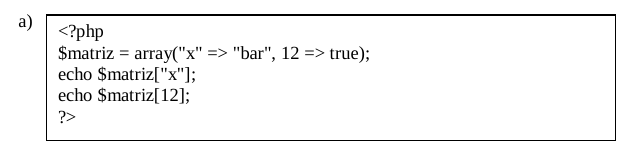 a)
<?php
$matriz = array("x" => "bar", 12 => true);
echo $matriz["x"];
echo $matriz[12];
?>